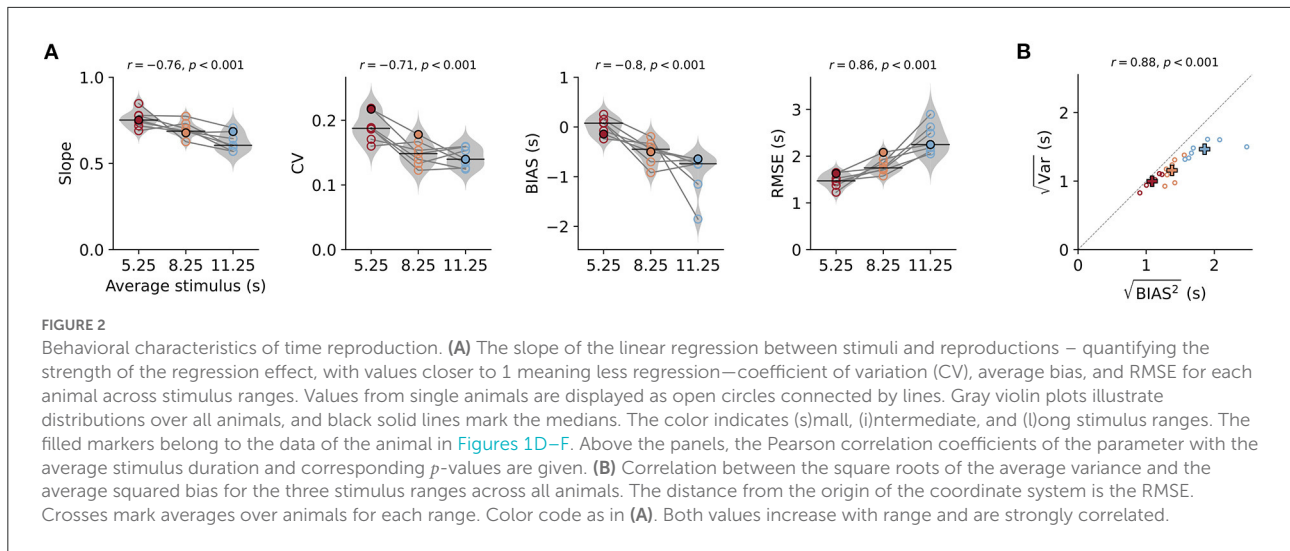 A
B
r = −0.76, p < 0.001
r = −0.71, p < 0.001
r = −0.8, p < 0.001
r = 0.86, p < 0.001
r = 0.88, p < 0.001
Slope
1.0
0.5
0.0
5.25 8.25 11.25
Average stimulus (s)
CV
0.2
0.1
0.0
5.25 8.25 11.25
BIAS (s)
1
0
−1
−2
5.25 8.25 11.25
RMSE (s)
3
2
1
0
5.25 8.25 11.25
√Var (s)
2
1
0
0 1 2
√BIAS² (s)
FIGURE 2
Behavioral characteristics of time reproduction. (A) The slope of the linear regression between stimuli and reproductions – quantifying the
strength of the regression effect, with values closer to 1 meaning less regression—coefficient of variation (CV), average bias, and RMSE for each
animal across stimulus ranges. Values from single animals are displayed as open circles connected by lines. Gray violin plots illustrate
distributions over all animals, and black solid lines mark the medians. The color indicates (s)mall, (i)ntermediate, and (l)ong stimulus ranges. The
filled markers belong to the data of the animal in Figures 1D–F. Above the panels, the Pearson correlation coefficients of the parameter with the
average stimulus duration and corresponding p-values are given. (B) Correlation between the square roots of the average variance and the
average squared bias for the three stimulus ranges across all animals. The distance from the origin of the coordinate system is the RMSE.
Crosses mark averages over animals for each range. Color code as in (A). Both values increase with range and are strongly correlated.